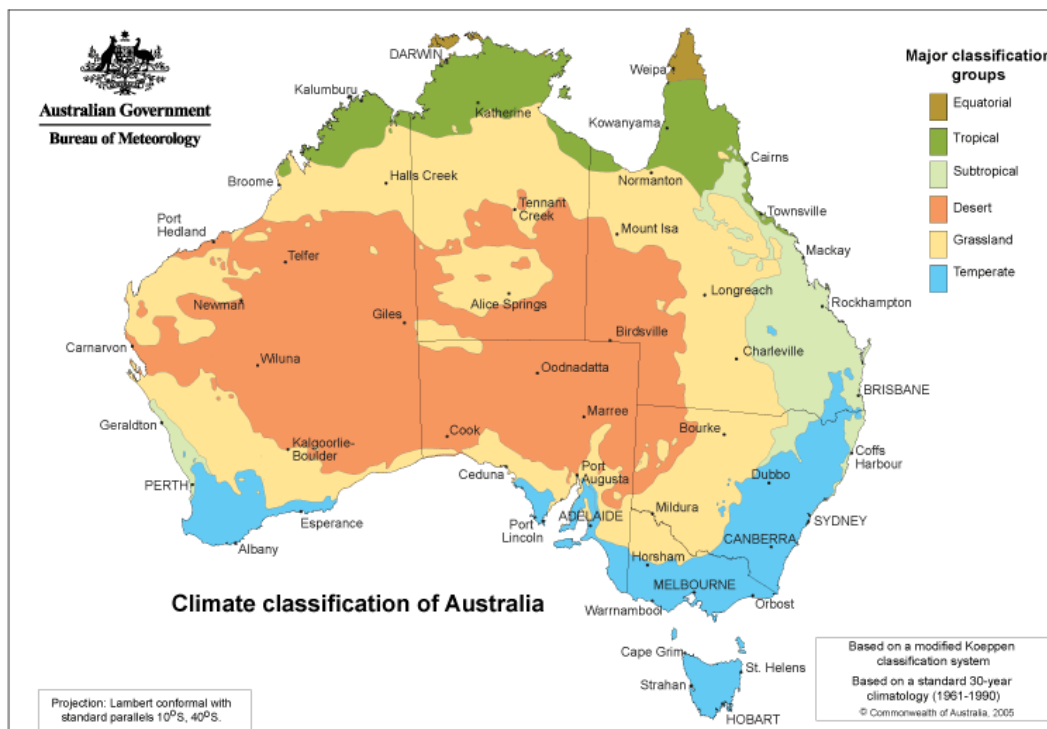 Australian Government
Bureau of Meteorology
Major classification
groups
Equatorial
Tropical
Subtropical
Desert
Grassland
Temperate
DARWIN
Weipa
Kalumburu
Katherine
Kowanyama
Cairns
Broome
Halls Creek
Normanton
Port
Hedland
Tennant
Creek
Townsville
Mount Isa
Mackay
Telfer
Newman
Alice Springs
Longreach
Rockhampton
Giles
Birdsville
Carnarvon
Wiluna
Oodnadatta
Charleville
BRISBANE
Geraldton
Marree
Bourke
Kalgoorlie-
Boulder
Cook
Coffs
Harbour
Ceduna
Port
Augusta
Dubbo
PERTH
Esperance
Port
Lincoln
ADELAIDE
Mildura
SYDNEY
Albany
CANBERRA
Horsham
MELBOURNE
Warrnambool
Orbost
Climate classification of Australia
Cape Grim
St. Helens
Strahan
HOBART
Projection: Lambert conformal with
standard parallels 10°S, 40°S.
Based on a modified Koeppen
classification system
Based on a standard 30-year
climatology (1961-1990)
© Commonwealth of Australia, 2005